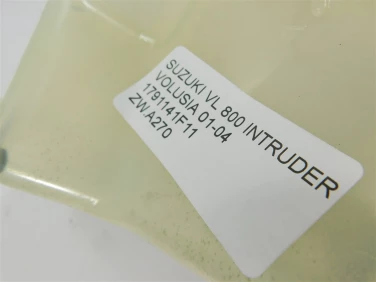 SUZUKI VL 800 INTRUDER
VOLUSIA 01-04
1791141F11
ZW A270